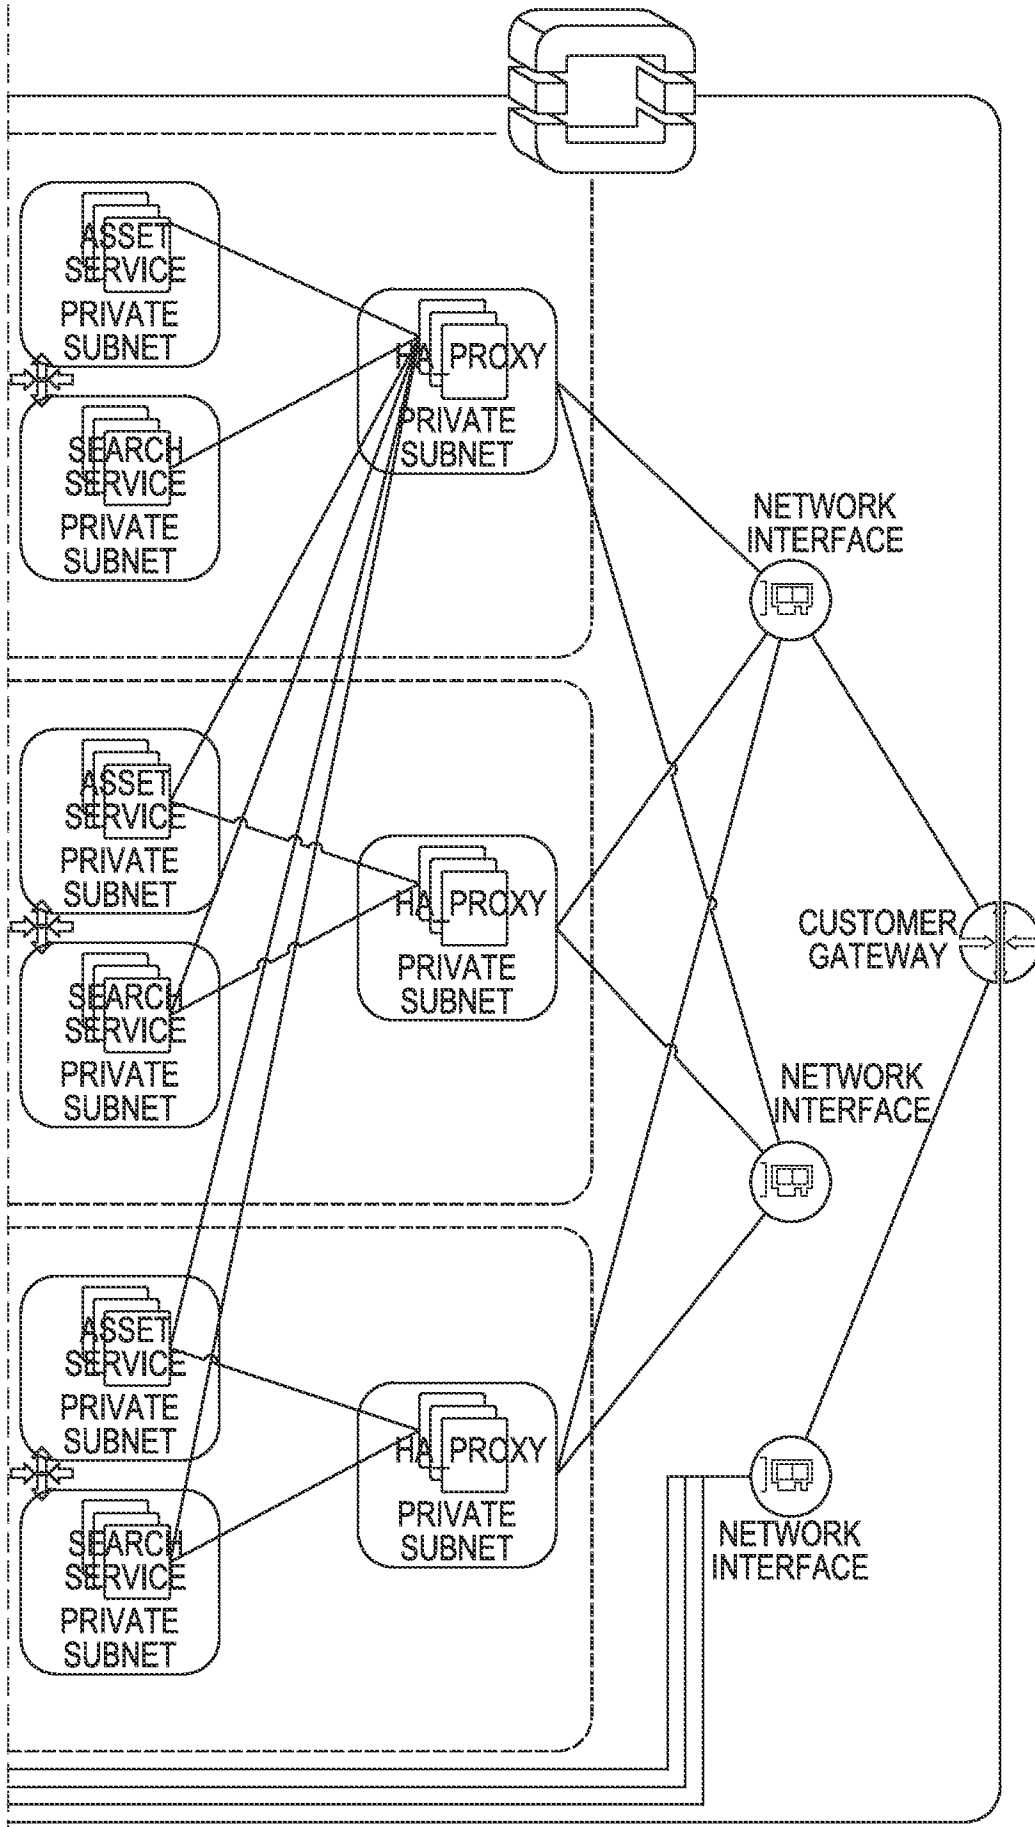 ASSET
SERVICE
PRIVATE
SUBNET
SEARCH
SERVICE
PRIVATE
SUBNET
HA PROXY
PRIVATE
SUBNET
NETWORK
INTERFACE
ASSET
SERVICE
PRIVATE
SUBNET
SEARCH
SERVICE
PRIVATE
SUBNET
HA PROXY
PRIVATE
SUBNET
CUSTOMER
GATEWAY
NETWORK
INTERFACE
ASSET
SERVICE
PRIVATE
SUBNET
SEARCH
SERVICE
PRIVATE
SUBNET
HA PROXY
PRIVATE
SUBNET
NETWORK
INTERFACE